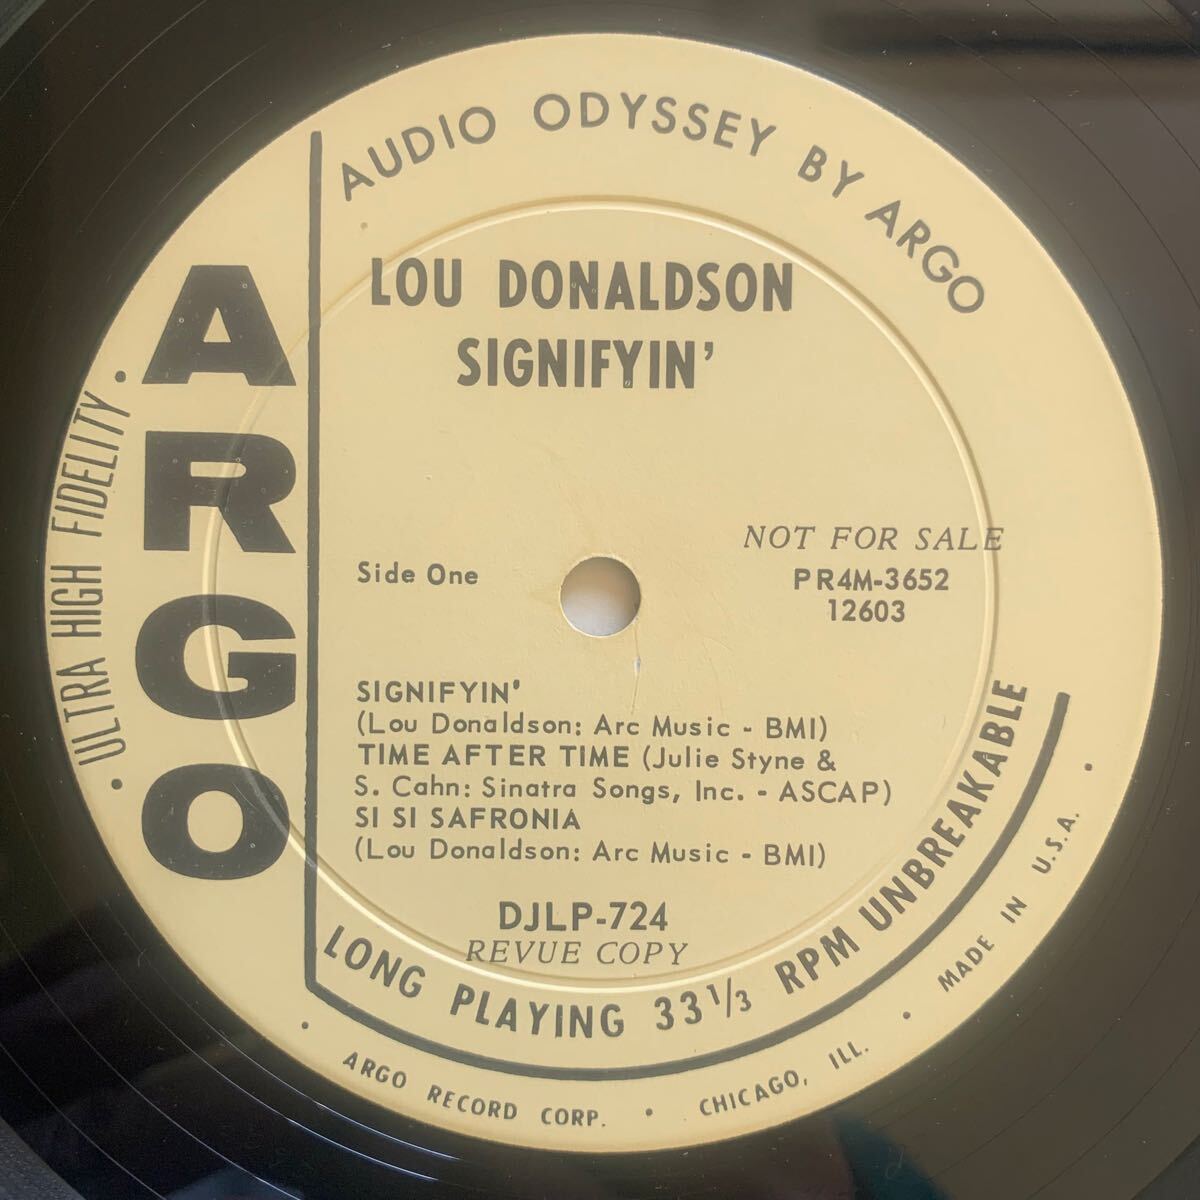 AUDIO ODYSSEY BY ARGO
ARGO
• ULTRA HIGH FIDELITY •
LOU DONALDSON
SIGNIFYIN'
NOT FOR SALE
Side One
PR4M-3652
12603
SIGNIFYIN'
(Lou Donaldson: Arc Music - BMI)
TIME AFTER TIME (Julie Styne &
S. Cahn: Sinatra Songs, Inc. - ASCAP)
SI SI SAFRONIA
(Lou Donaldson: Arc Music - BMI)
DJLP-724
REVUE COPY
LONG PLAYING 33 1/3 RPM UNBREAKABLE
• ARGO RECORD CORP. • CHICAGO, ILL. • MADE IN U.S.A. •